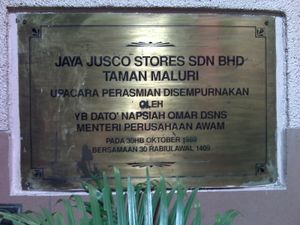 JAYA JUSCO STORES SDN BHD
TAMAN MALURI
UPACARA PERASMIAN DISEMPURNAKAN
OLEH
YB DATO' NAPSIAH OMAR DSNS
MENTERI PERUSAHAAN AWAM
PADA 30HB OKTOBER
BERSAMAAN 30 RABIULAWAL 1409